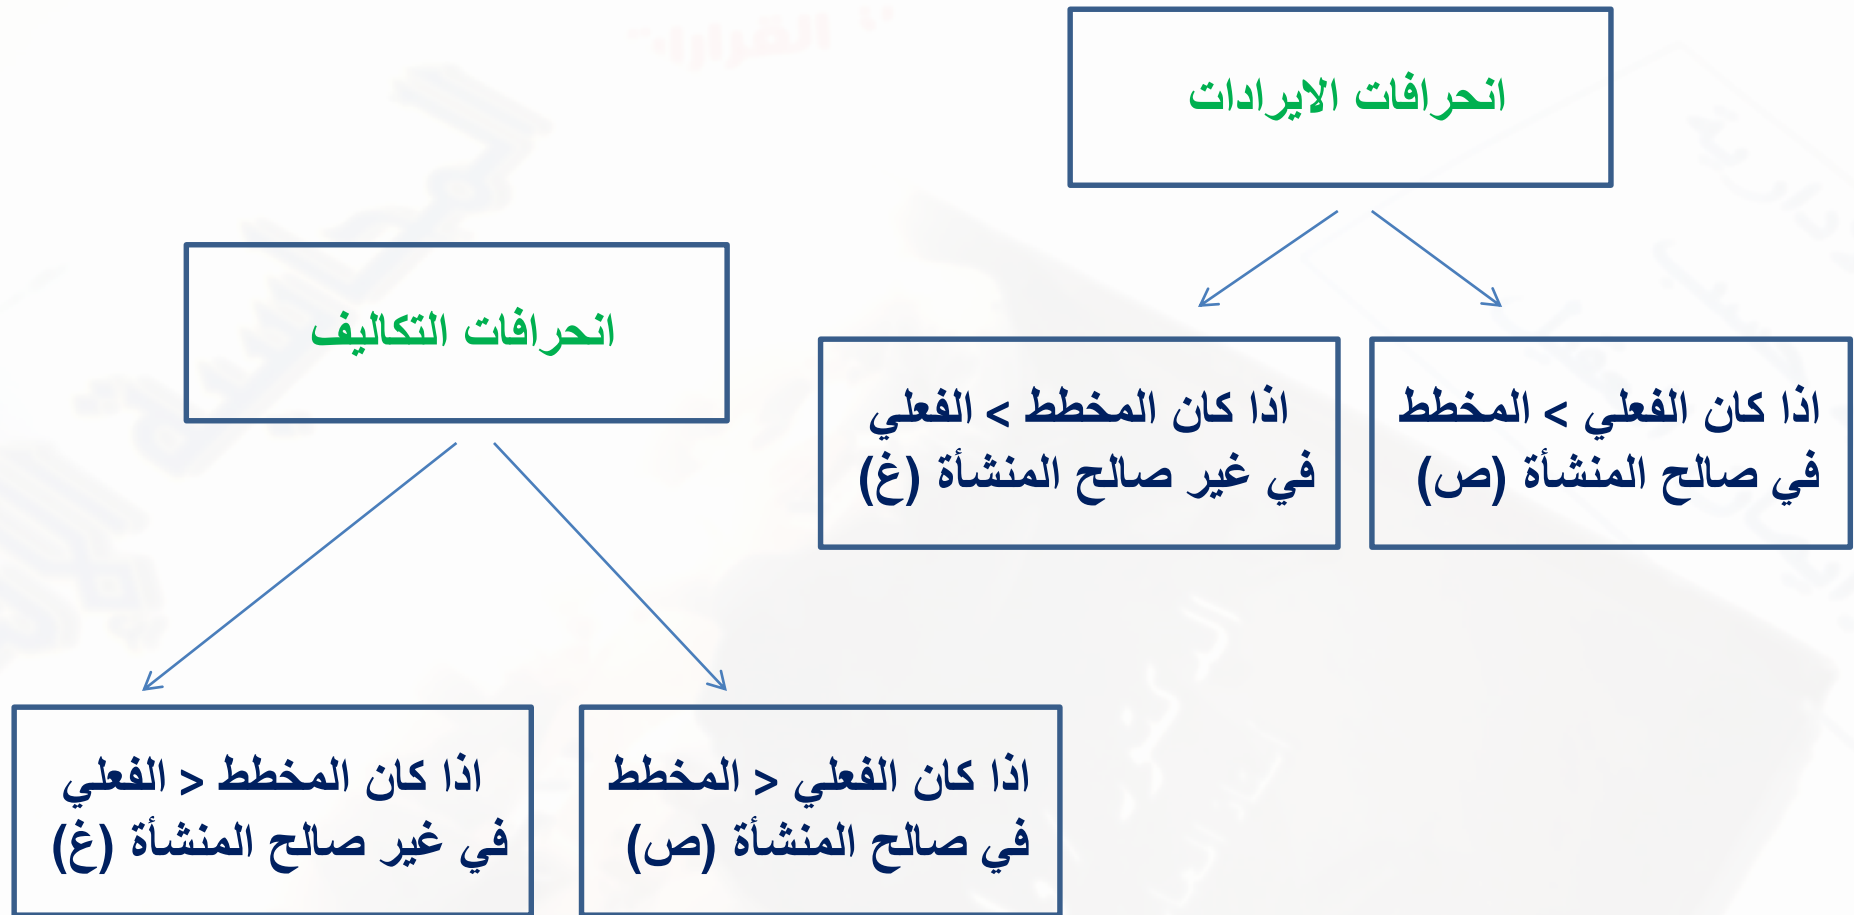 انحرافات الايرادات
اذا كان الفعلي > المخطط
في صالح المنشأة (ص)
اذا كان المخطط > الفعلي
في غير صالح المنشأة (غ)
انحرافات التكاليف
اذا كان الفعلي < المخطط
في صالح المنشأة (ص)
اذا كان المخطط < الفعلي
في غير صالح المنشأة (غ)